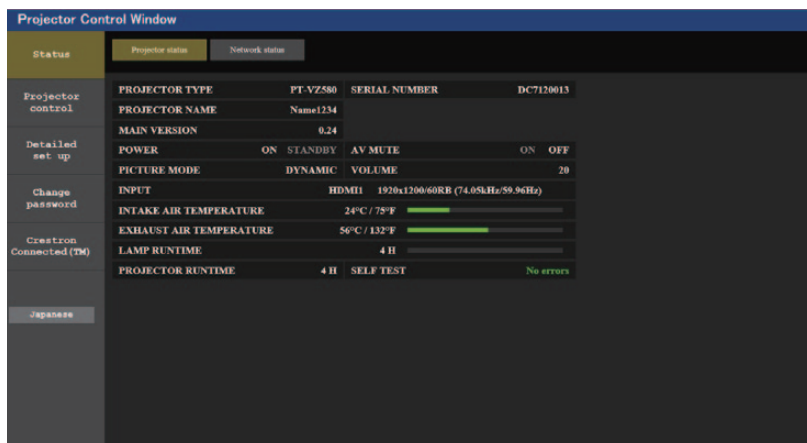 Projector Control Window
Status
Projector control
Detailed set up
Change password
Crestron Connected(TM)
Japanese
Projector status Network status
PROJECTOR TYPE PT-VZ580 SERIAL NUMBER DC7120013
PROJECTOR NAME Name1234
MAIN VERSION 0.24
POWER ON STANDBY AV MUTE ON OFF
PICTURE MODE DYNAMIC VOLUME 20
INPUT HDMI1 1920x1200/60RB (74.05kHz/59.96Hz)
INTAKE AIR TEMPERATURE 24°C / 75°F
EXHAUST AIR TEMPERATURE 56°C / 132°F
LAMP RUNTIME 4 H
PROJECTOR RUNTIME 4 H SELF TEST No errors